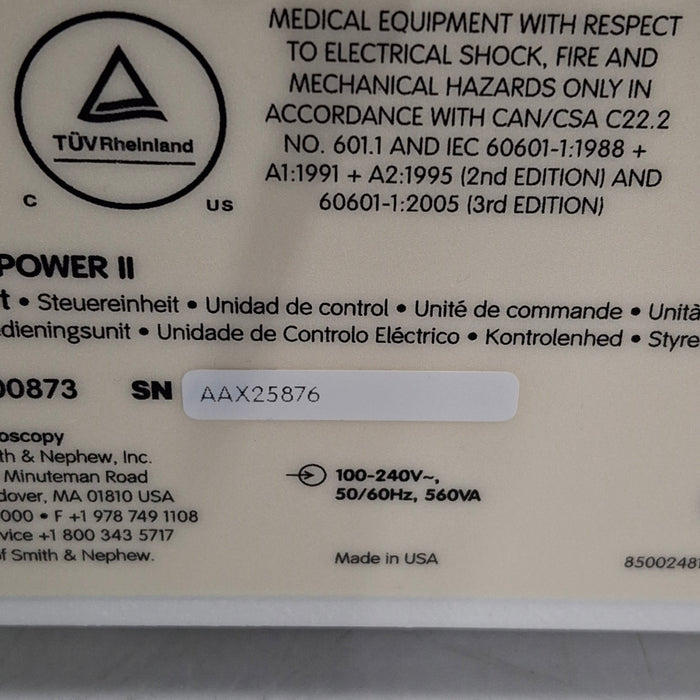 TÜVRheinland
C US
MEDICAL EQUIPMENT WITH RESPECT
TO ELECTRICAL SHOCK, FIRE AND
MECHANICAL HAZARDS ONLY IN
ACCORDANCE WITH CAN/CSA C22.2
NO. 601.1 AND IEC 60601-1:1988 +
A1:1991 + A2:1995 (2nd EDITION) AND
60601-1:2005 (3rd EDITION)
POWER II
t • Steuereinheit • Unidad de control • Unité de commande • Unità
dieningsunit • Unidade de Controlo Eléctrico • Kontrolenhed • Styre
00873 SN AAX25876
oscopy
th & Nephew, Inc.
Minuteman Road
dover, MA 01810 USA
000 • F +1 978 749 1108
vice +1 800 343 5717
of Smith & Nephew.
100-240V~,
50/60Hz, 560VA
Made in USA
8500248